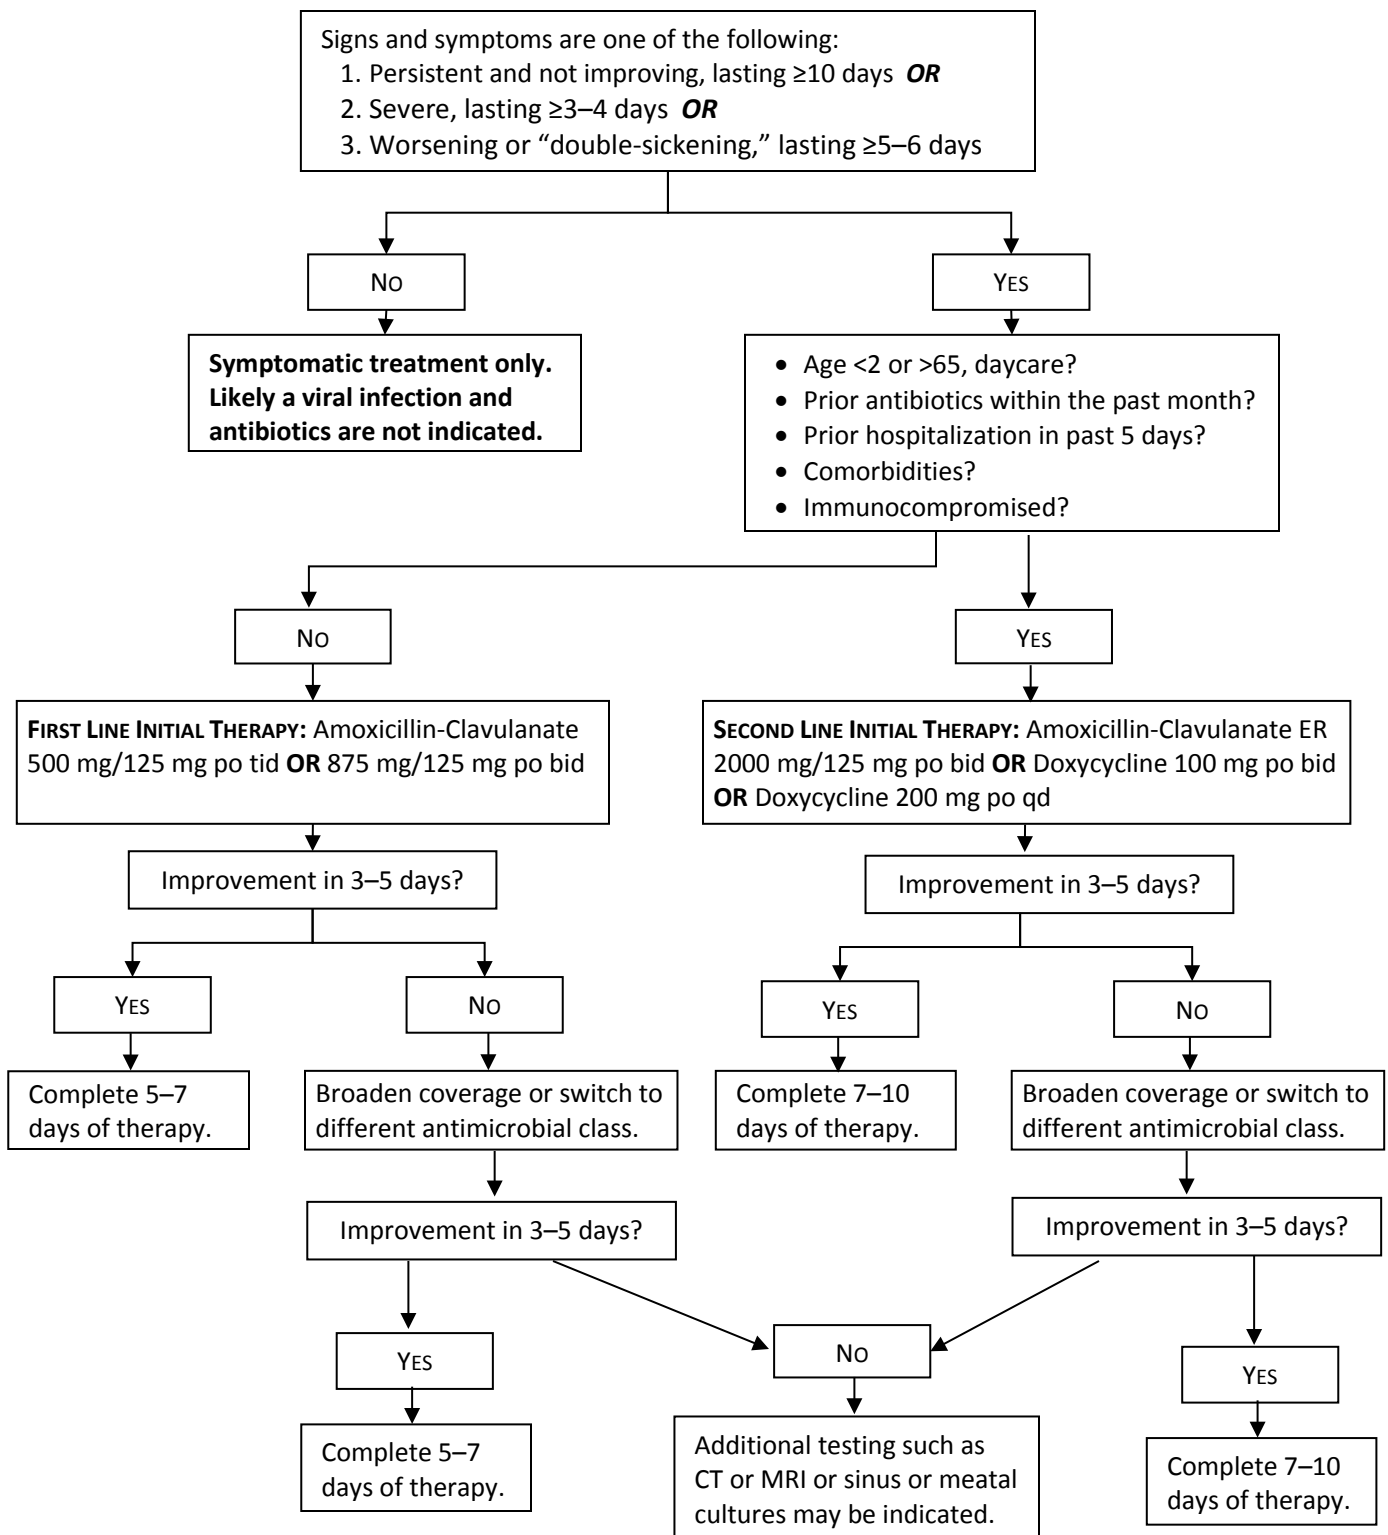 Signs and symptoms are one of the following:
1. Persistent and not improving, lasting ≥10 days OR
2. Severe, lasting ≥3–4 days OR
3. Worsening or “double-sickening,” lasting ≥5–6 days
NO
YES
Symptomatic treatment only.
Likely a viral infection and
antibiotics are not indicated.
• Age <2 or >65, daycare?
• Prior antibiotics within the past month?
• Prior hospitalization in past 5 days?
• Comorbidities?
• Immunocompromised?
NO
YES
FIRST LINE INITIAL THERAPY: Amoxicillin-Clavulanate
500 mg/125 mg po tid OR 875 mg/125 mg po bid
SECOND LINE INITIAL THERAPY: Amoxicillin-Clavulanate ER
2000 mg/125 mg po bid OR Doxycycline 100 mg po bid
OR Doxycycline 200 mg po qd
Improvement in 3–5 days?
Improvement in 3–5 days?
YES
NO
YES
NO
Complete 5–7
days of therapy.
Broaden coverage or switch to
different antimicrobial class.
Complete 7–10
days of therapy.
Broaden coverage or switch to
different antimicrobial class.
Improvement in 3–5 days?
Improvement in 3–5 days?
YES
NO
YES
Complete 5–7
days of therapy.
Additional testing such as
CT or MRI or sinus or meatal
cultures may be indicated.
Complete 7–10
days of therapy.